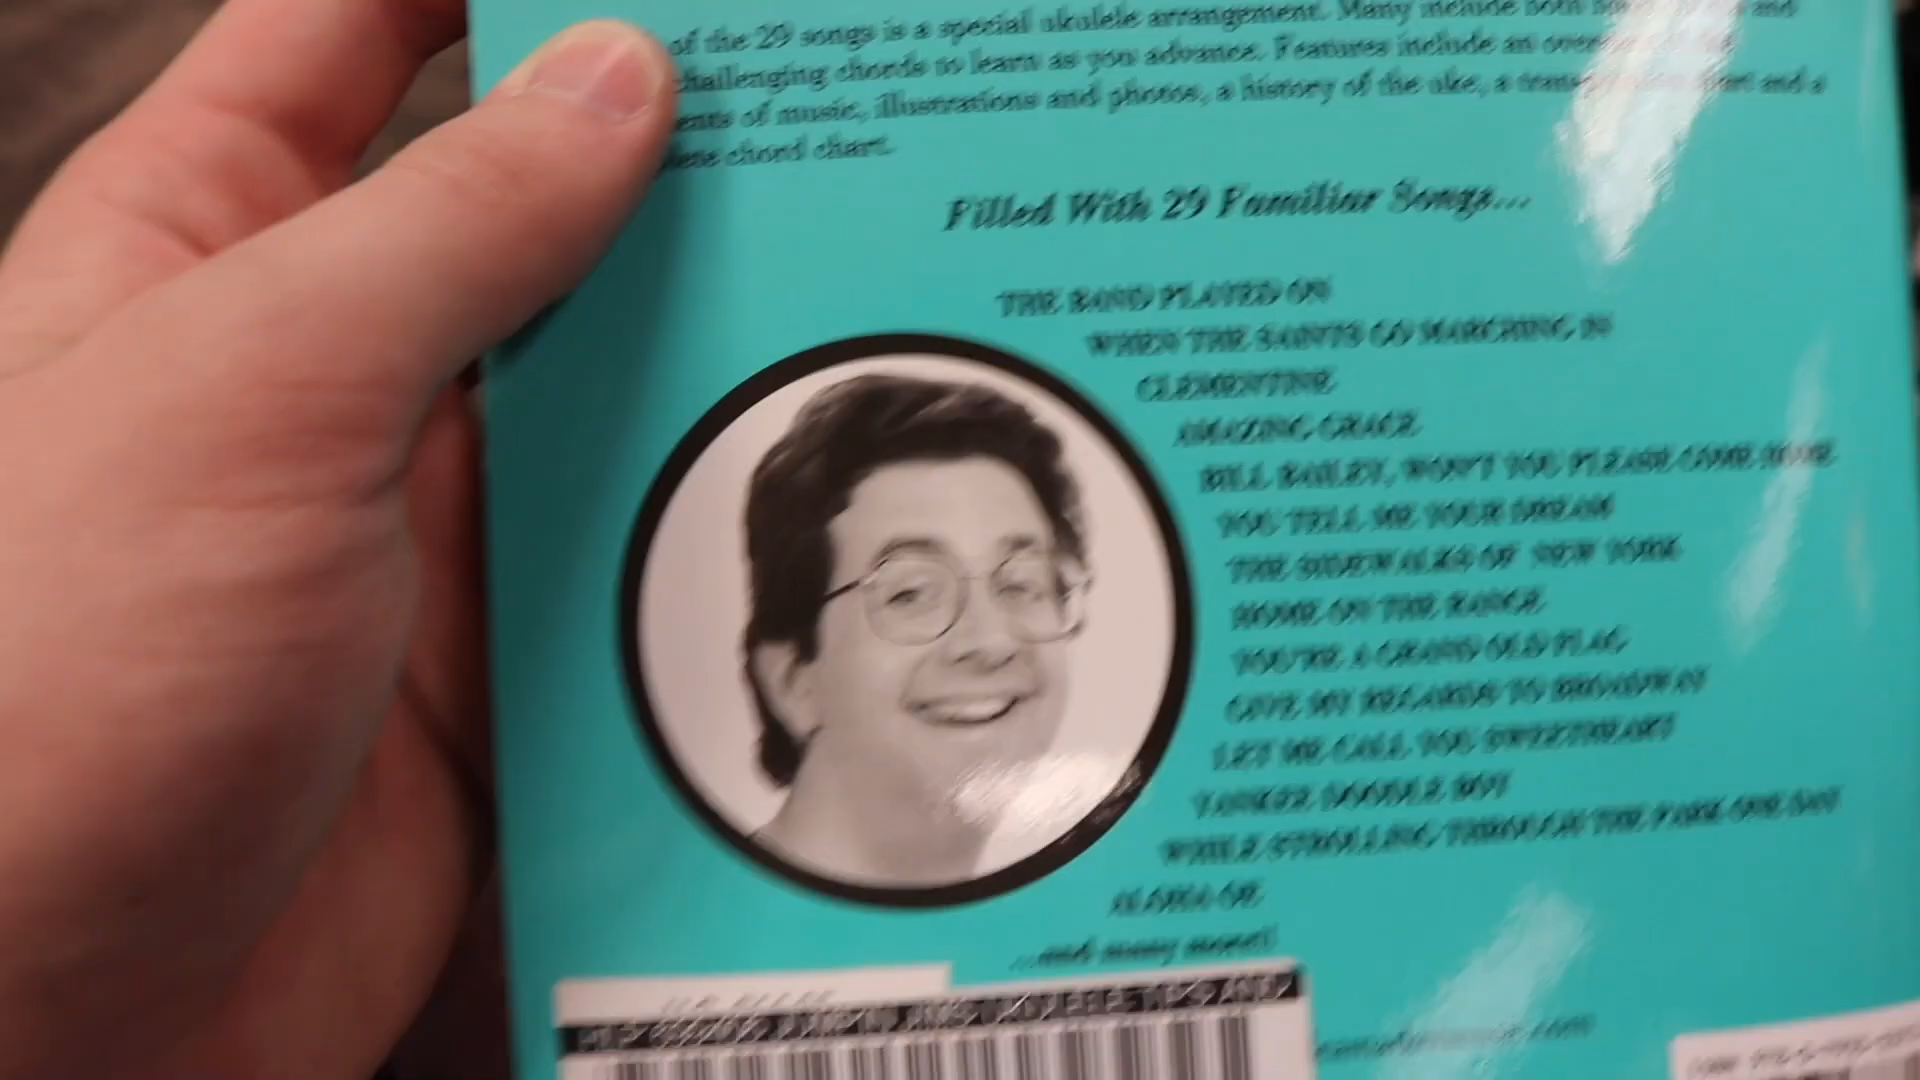 of the 29 songs is a special ukulele arrangement. Many include both
challenging chords to learn as you advance. Features include an
of music, illustrations and photos, a history of the uke, a and a
chord chart.
Filled With 29 Familiar Songs...
THE BAND PLAYED ON
WHEN THE SAINTS GO MARCHING IN
CLEMENTINE
AMAZING GRACE
BILL BAILEY, WON'T YOU PLEASE COME HOME
YOU TELL ME YOUR DREAM
THE SIDEWALKS OF NEW YORK
HOME ON THE RANGE
YOU'RE A GRAND OLD FLAG
GIVE MY REGARDS TO BROADWAY
LET ME CALL YOU SWEETHEART
YANKEE DOODLE BOY
WHILE STROLLING THROUGH THE PARK ONE DAY
ALOHA OE
...and many more!